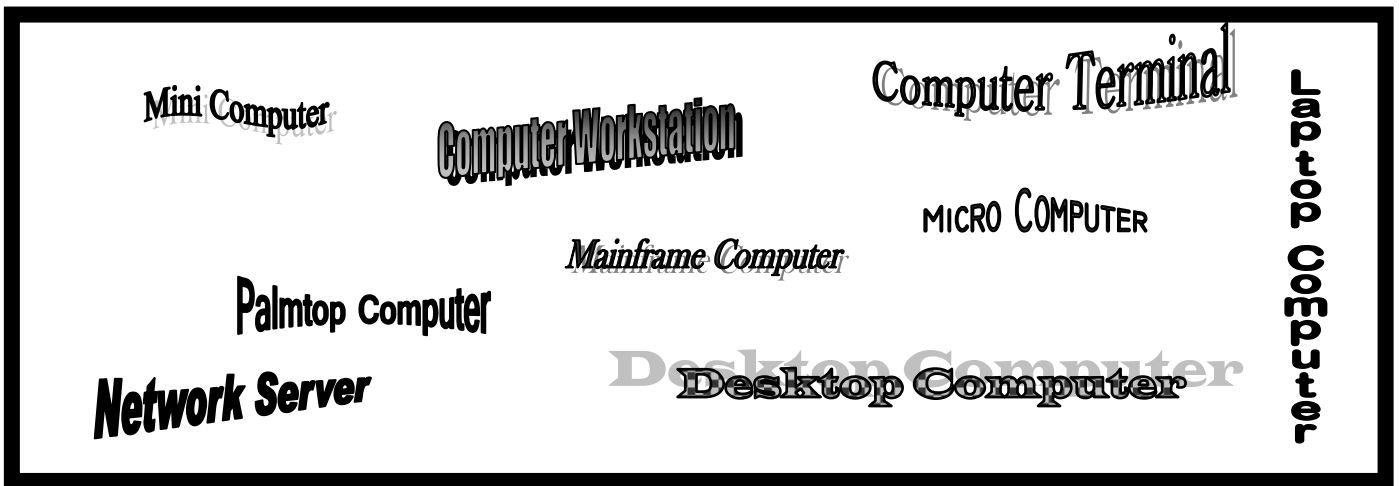 Computer Terminal
Mini Computer
Computer Workstation
Laptop Computer
MICRO COMPUTER
Mainframe Computer
Palmtop Computer
Desktop Computer
Network Server